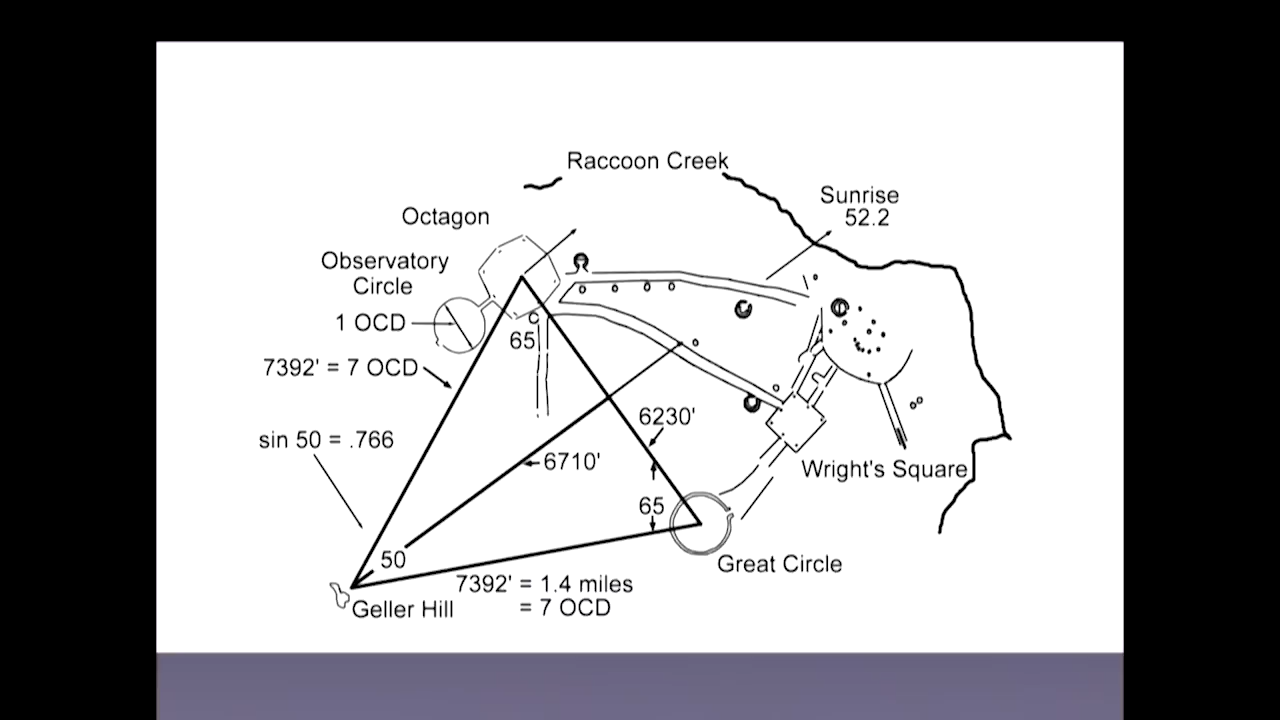 Raccoon Creek
Sunrise
52.2
Octagon
Observatory
Circle
1 OCD
65
7392' = 7 OCD
6230'
sin 50 = .766
6710'
Wright's Square
65
50
Great Circle
7392' = 1.4 miles
= 7 OCD
Geller Hill